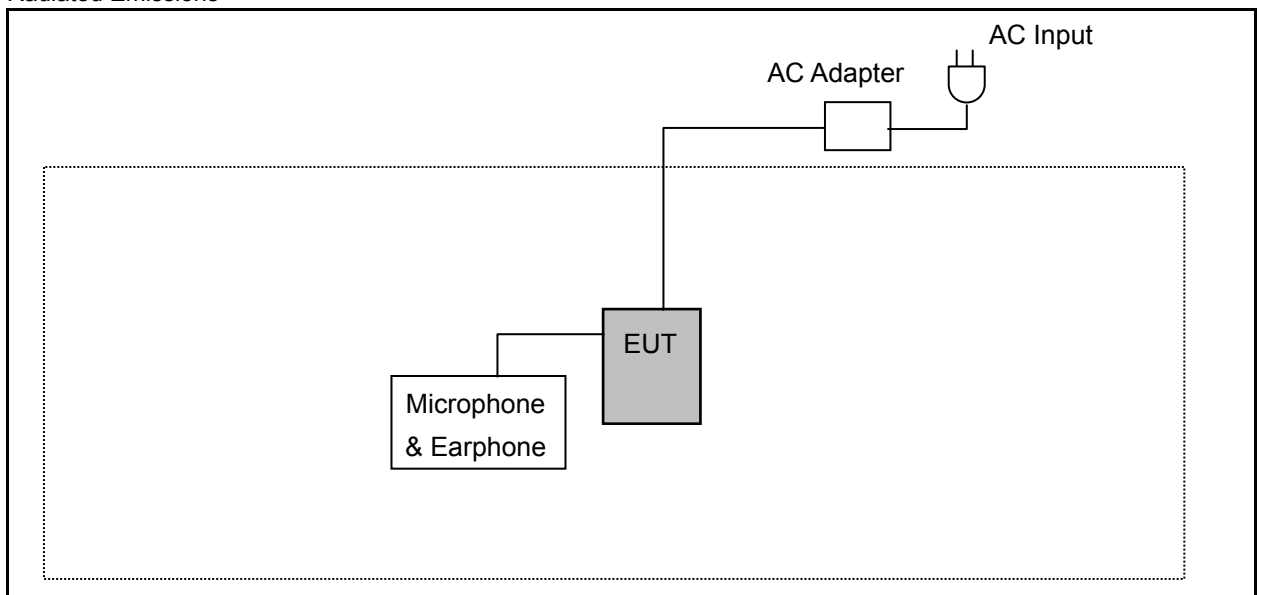 Radiated Emissions
AC Input
AC Adapter
EUT
Microphone
& Earphone